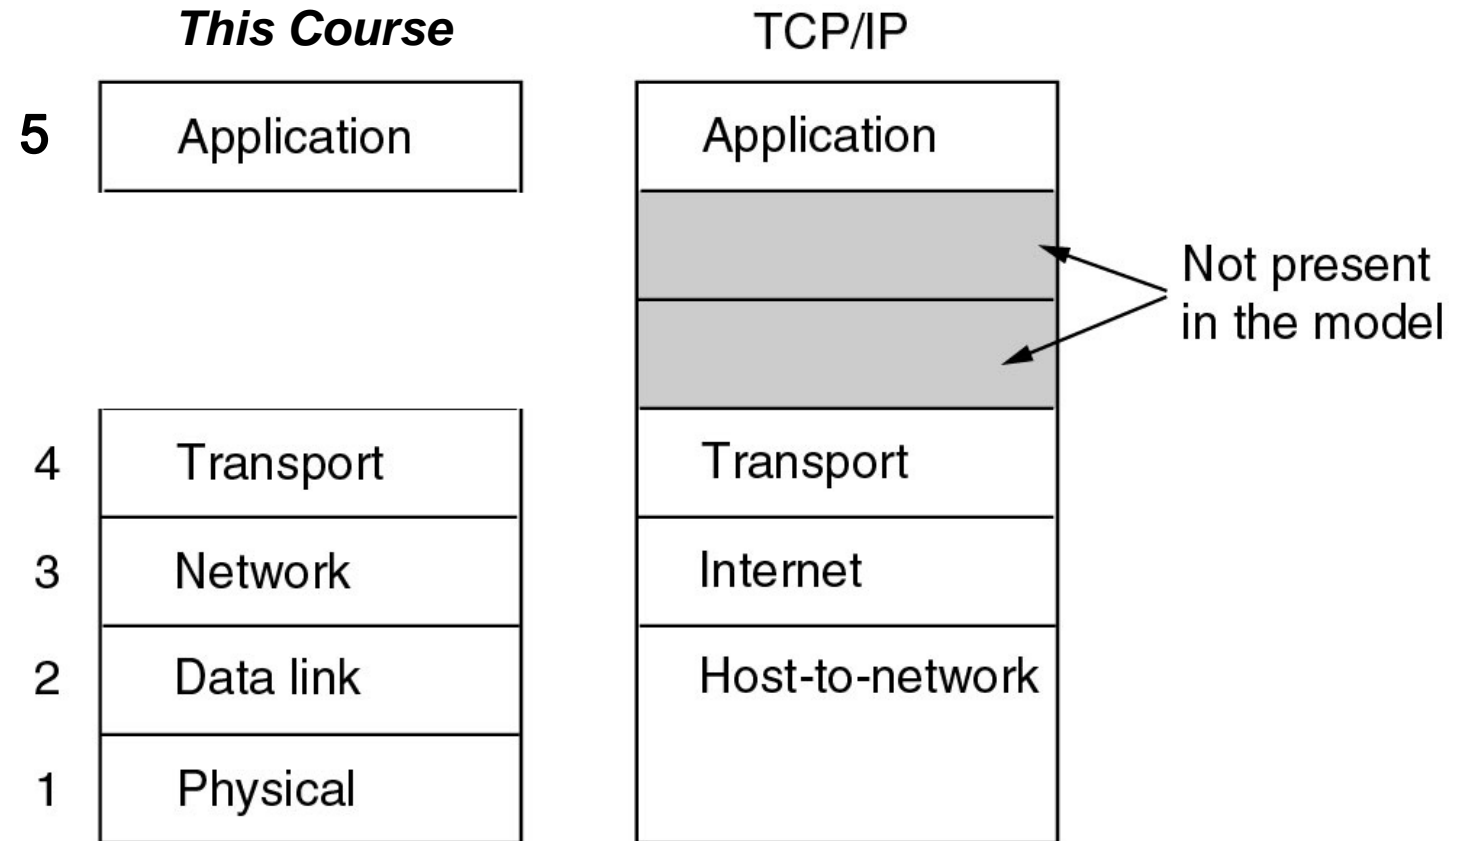 This Course
TCP/IP
5
Application
Application
Not present
in the model
4
Transport
Transport
3
Network
Internet
2
Data link
Host-to-network
1
Physical